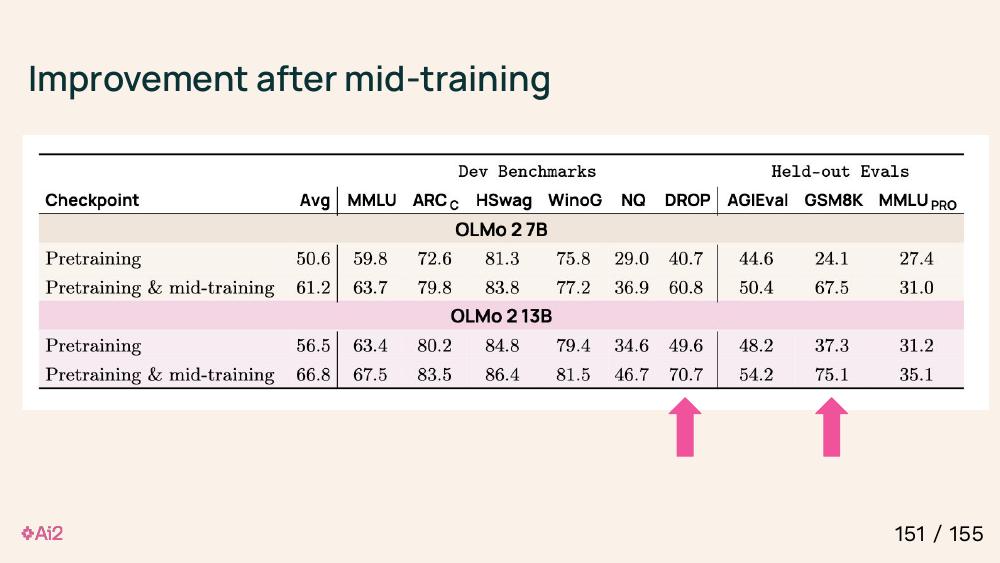 Improvement after mid-training
Dev Benchmarks Held-out Evals
Checkpoint Avg MMLU ARC C HSwag WinoG NQ DROP AGIEval GSM8K MMLU PRO
OLMo 2 7B
Pretraining 50.6 59.8 72.6 81.3 75.8 29.0 40.7 44.6 24.1 27.4
Pretraining & mid-training 61.2 63.7 79.8 83.8 77.2 36.9 60.8 50.4 67.5 31.0
OLMo 2 13B
Pretraining 56.5 63.4 80.2 84.8 79.4 34.6 49.6 48.2 37.3 31.2
Pretraining & mid-training 66.8 67.5 83.5 86.4 81.5 46.7 70.7 54.2 75.1 35.1
Ai2
151 / 155